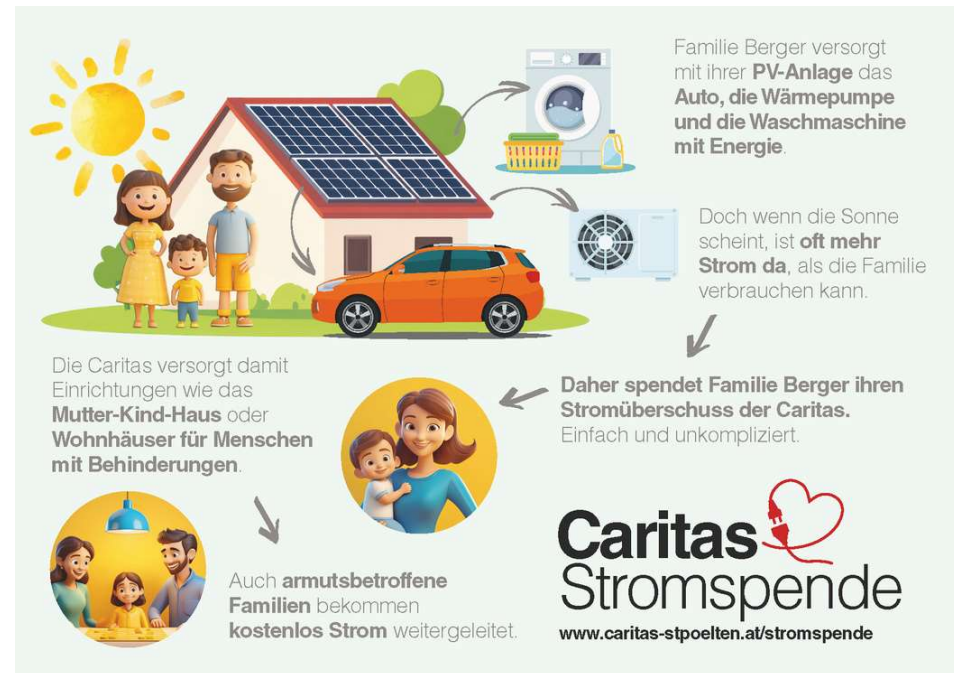 Familie Berger versorgt
mit ihrer PV-Anlage das
Auto, die Wärmepumpe
und die Waschmaschine
mit Energie.
Doch wenn die Sonne
scheint, ist oft mehr
Strom da, als die Familie
verbrauchen kann.
Daher spendet Familie Berger ihren
Stromüberschuss der Caritas.
Einfach und unkompliziert.
Die Caritas versorgt damit
Einrichtungen wie das
Mutter-Kind-Haus oder
Wohnhäuser für Menschen
mit Behinderungen.
Auch armutsbetroffene
Familien bekommen
kostenlos Strom weitergeleitet.
Caritas
Stromspende
www.caritas-stpoelten.at/stromspende